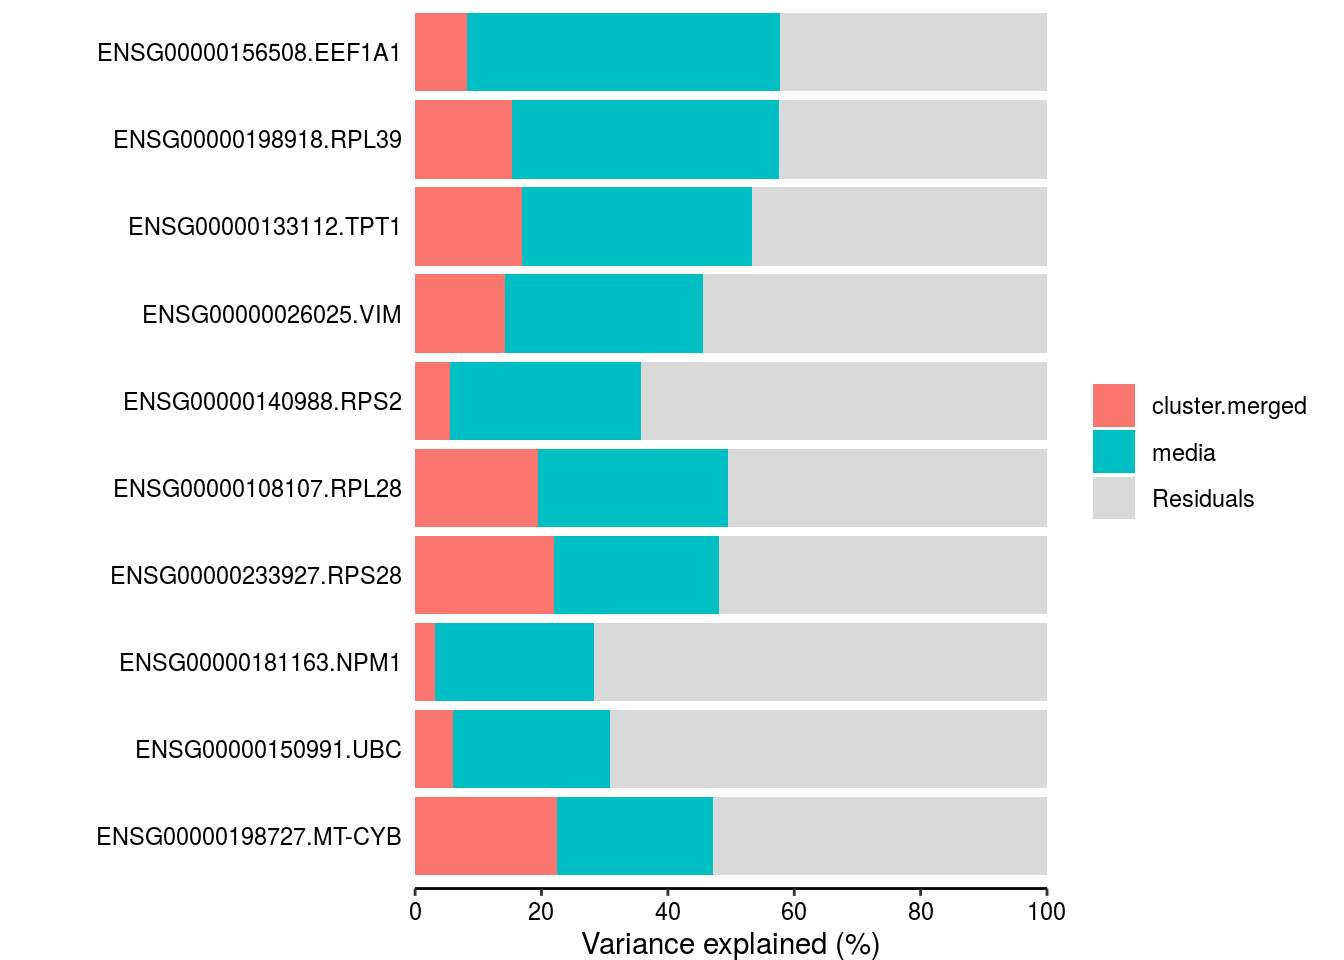 ENSG00000156508.EEF1A1
ENSG00000198918.RPL39
ENSG00000133112.TPT1
ENSG00000026025.VIM
ENSG00000140988.RPS2
ENSG00000108107.RPL28
ENSG00000233927.RPS28
ENSG00000181163.NPM1
ENSG00000150991.UBC
ENSG00000198727.MT-CYB
0 20 40 60 80 100
Variance explained (%)
cluster.merged
media
Residuals